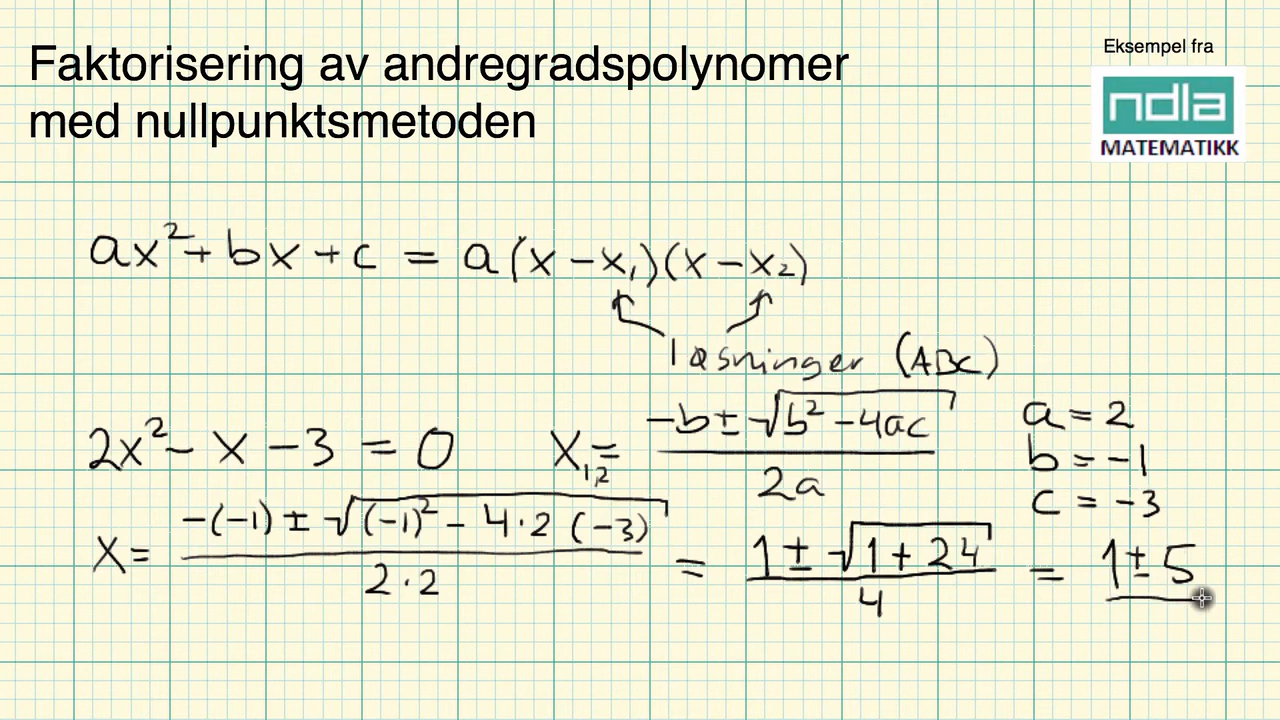 Faktorisering av andregradspolynomer
med nullpunktsmetoden
Eksempel fra
ndla
MATEMATIKK
ax² + bx + c = a(x - x₁)(x - x₂)
løsninger (ABC)
2x² - x - 3 = 0
x₁,₂ = (-b ± √(b² - 4ac)) / 2a
a = 2
b = -1
c = -3
x = (-(-1) ± √((-1)² - 4·2 (-3))) / 2·2 = (1 ± √(1 + 24)) / 4 = 1 ± 5